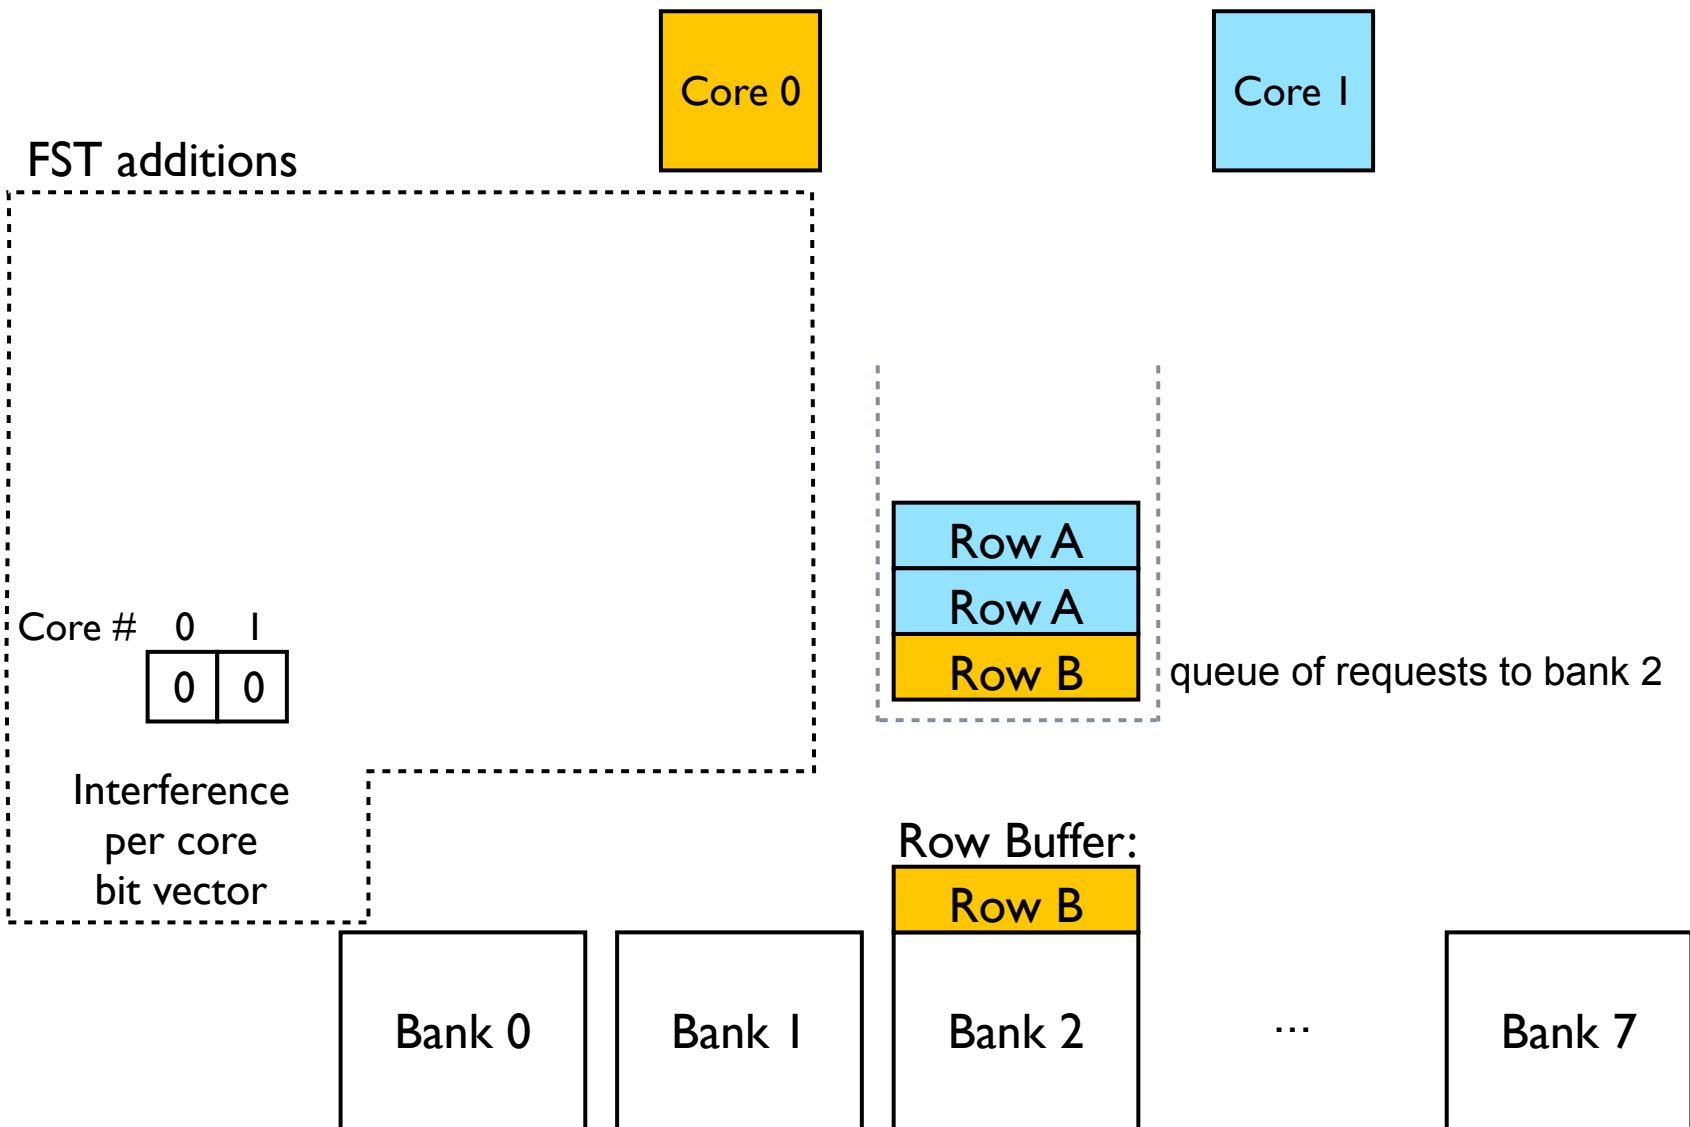 Core 0
Core 1
FST additions
Row A
Row A
Row B
queue of requests to bank 2
Core # 0 1
0 0
Interference
per core
bit vector
Row Buffer:
Row B
Bank 0
Bank 1
Bank 2
...
Bank 7